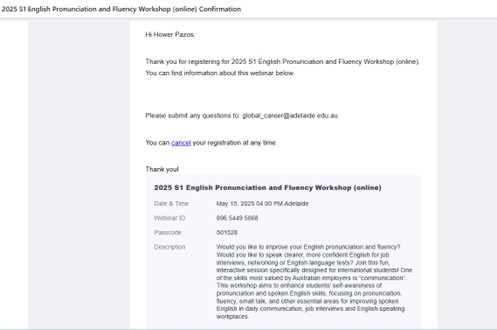 2025 S1 English Pronunciation and Fluency Workshop (online) Confirmation
Hi Hower Pazos,
Thank you for registering for 2025 S1 English Pronunciation and Fluency Workshop (online).
You can find information about this webinar below.
Please submit any questions to: global_career@adelaide.edu.au
You can cancel your registration at any time.
Thank you!
2025 S1 English Pronunciation and Fluency Workshop (online)
Date & Time May 15, 2025 04:00 PM Adelaide
Webinar ID 896 5449 5868
Passcode 501528
Description Would you like to improve your English pronunciation and fluency?
Would you like to speak clearer, more confident English for job
interviews, networking or English language tests? Join this fun,
interactive session specifically designed for international students! One
of the skills most valued by Australian employers is "communication".
This workshop aims to enhance students' self-awareness of
pronunciation and spoken English skills, focusing on pronunciation,
fluency, small talk, and other essential areas for improving spoken
English in daily communication, job interviews and English-speaking
workplaces.